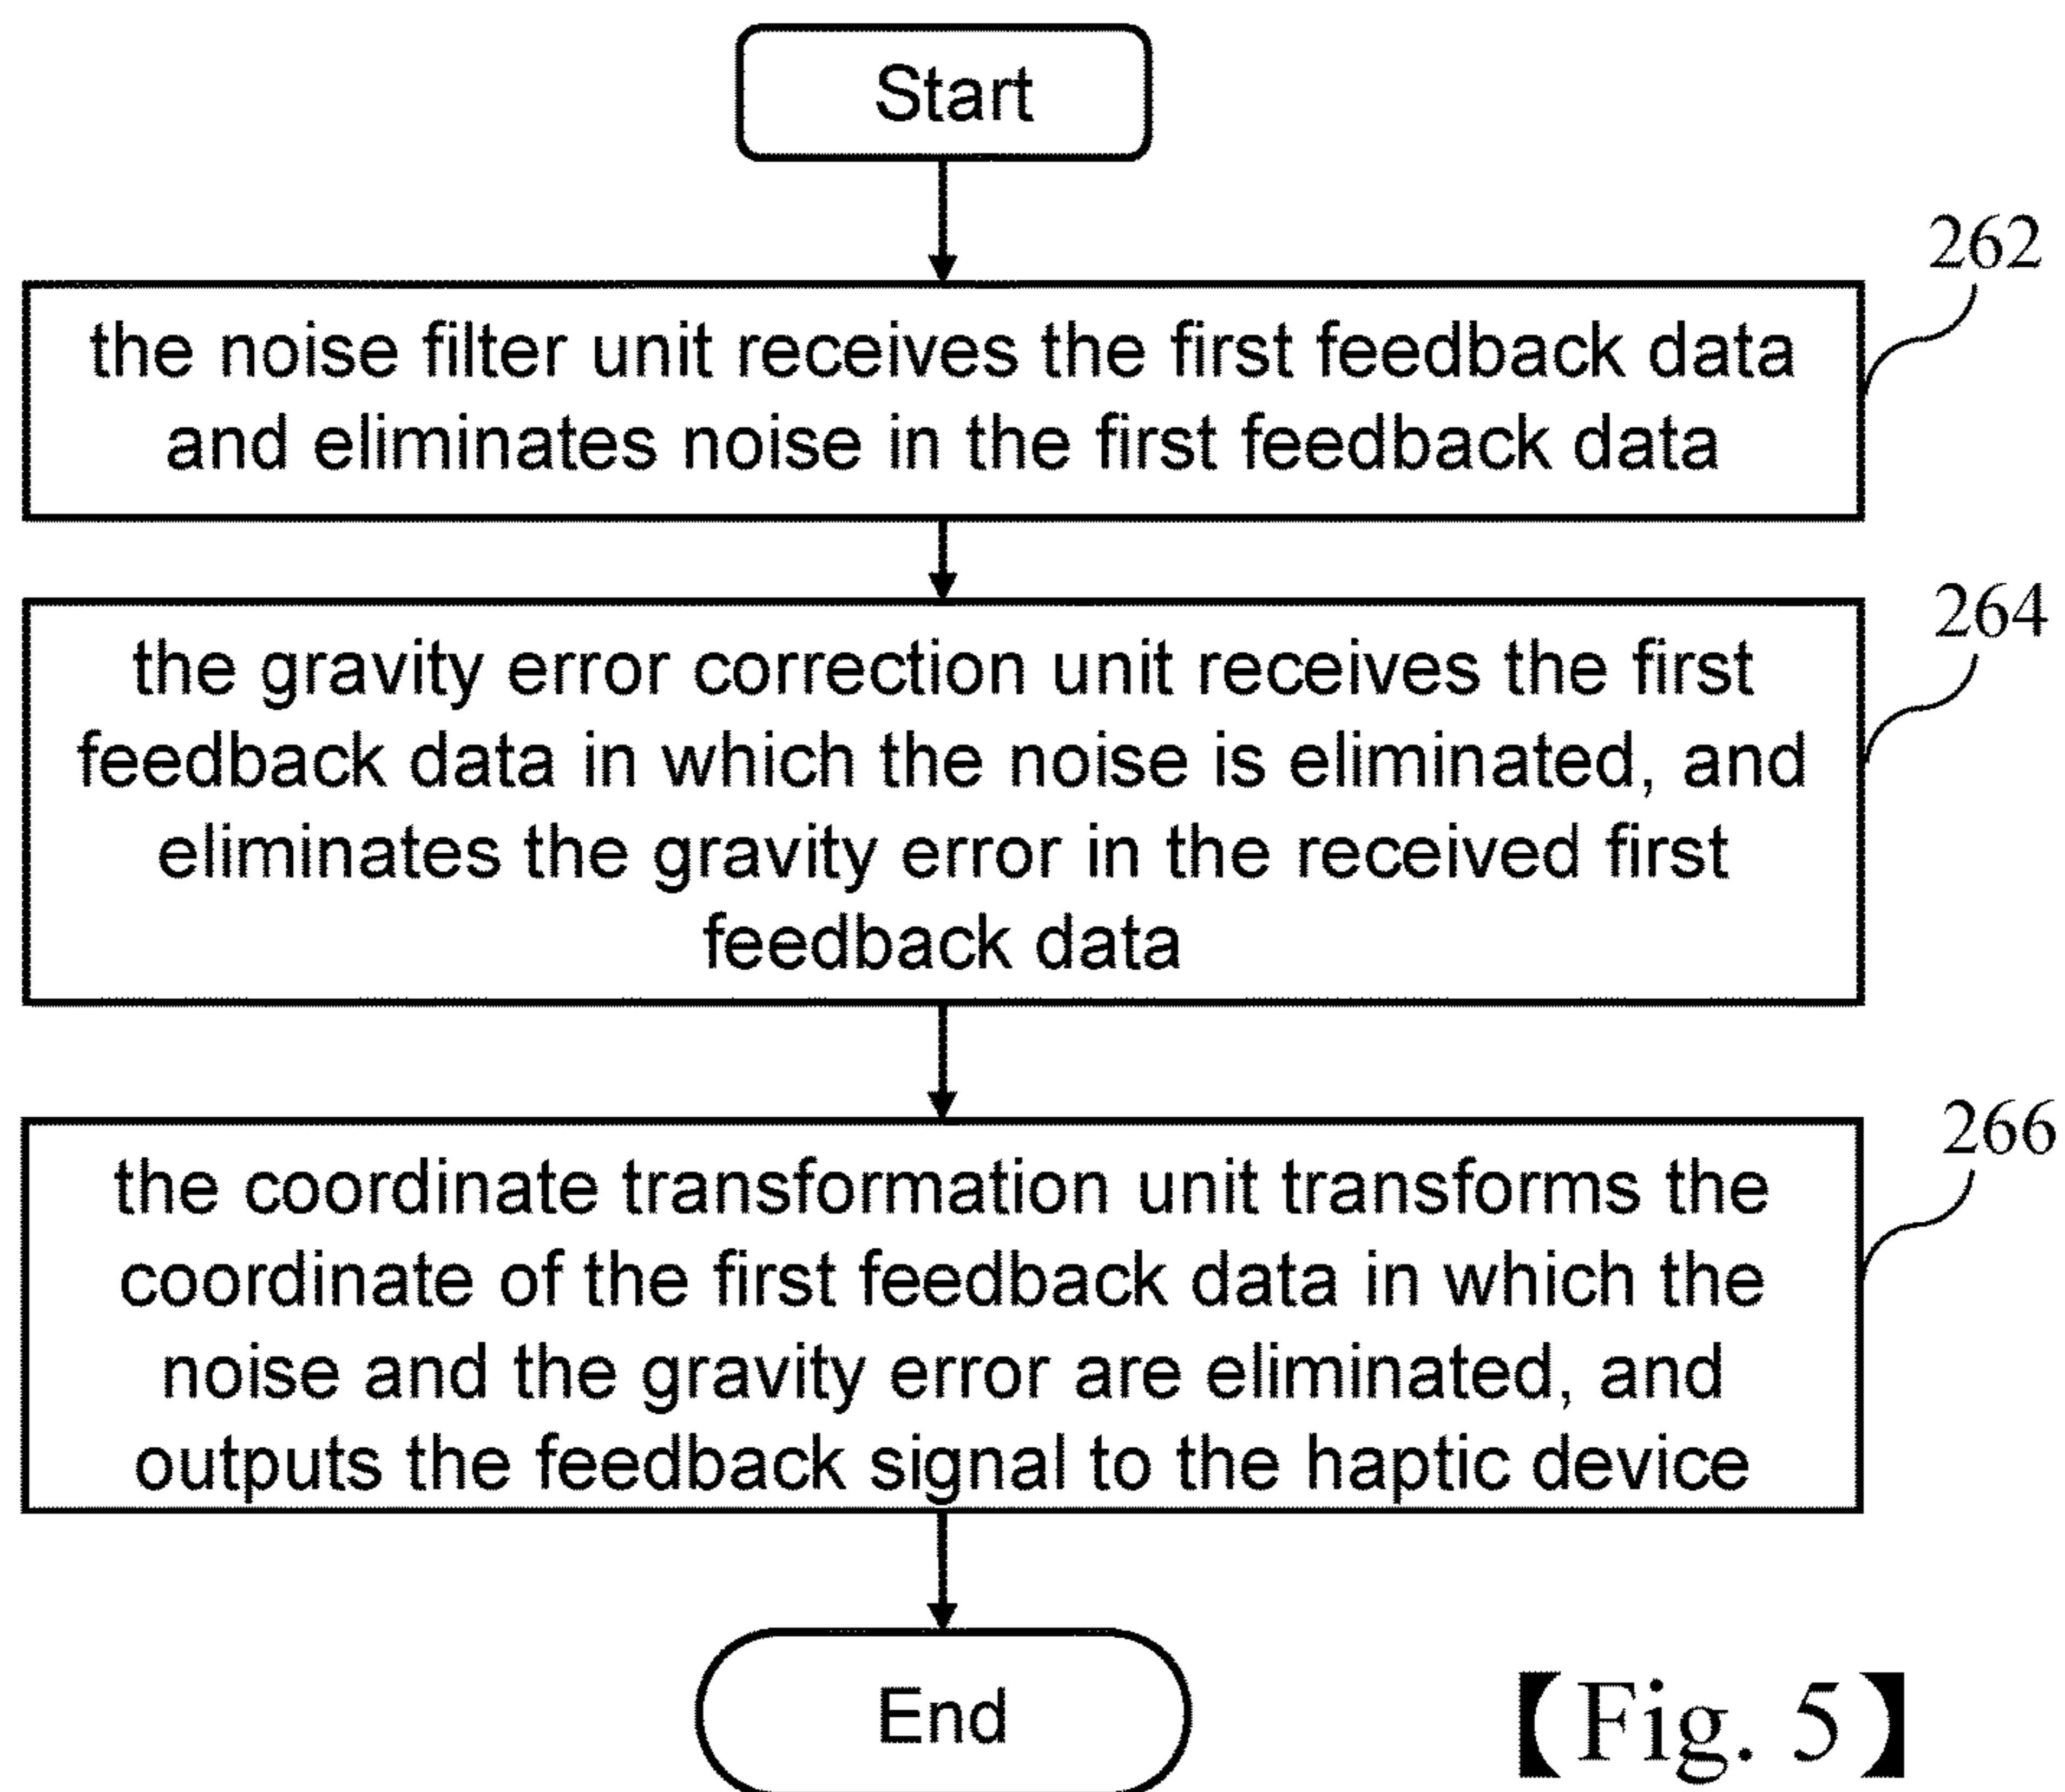 Start
262
the noise filter unit receives the first feedback data
and eliminates noise in the first feedback data
264
the gravity error correction unit receives the first
feedback data in which the noise is eliminated, and
eliminates the gravity error in the received first
feedback data
266
the coordinate transformation unit transforms the
coordinate of the first feedback data in which the
noise and the gravity error are eliminated, and
outputs the feedback signal to the haptic device
End
【Fig. 5】